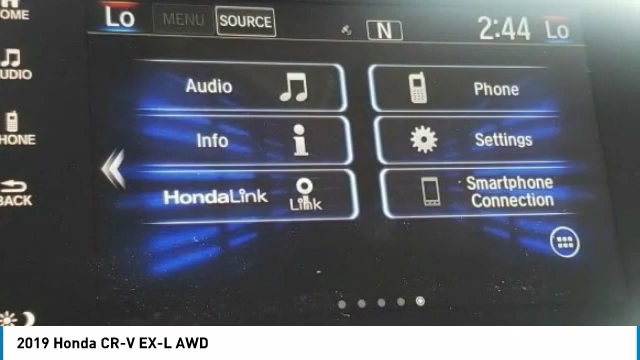 OME
Lo
MENU
SOURCE
N
2:44
Lo
UDIO
Audio
Phone
Info
Settings
HONE
HondaLink
Link
Smartphone
Connection
BACK
2019 Honda CR-V EX-L AWD